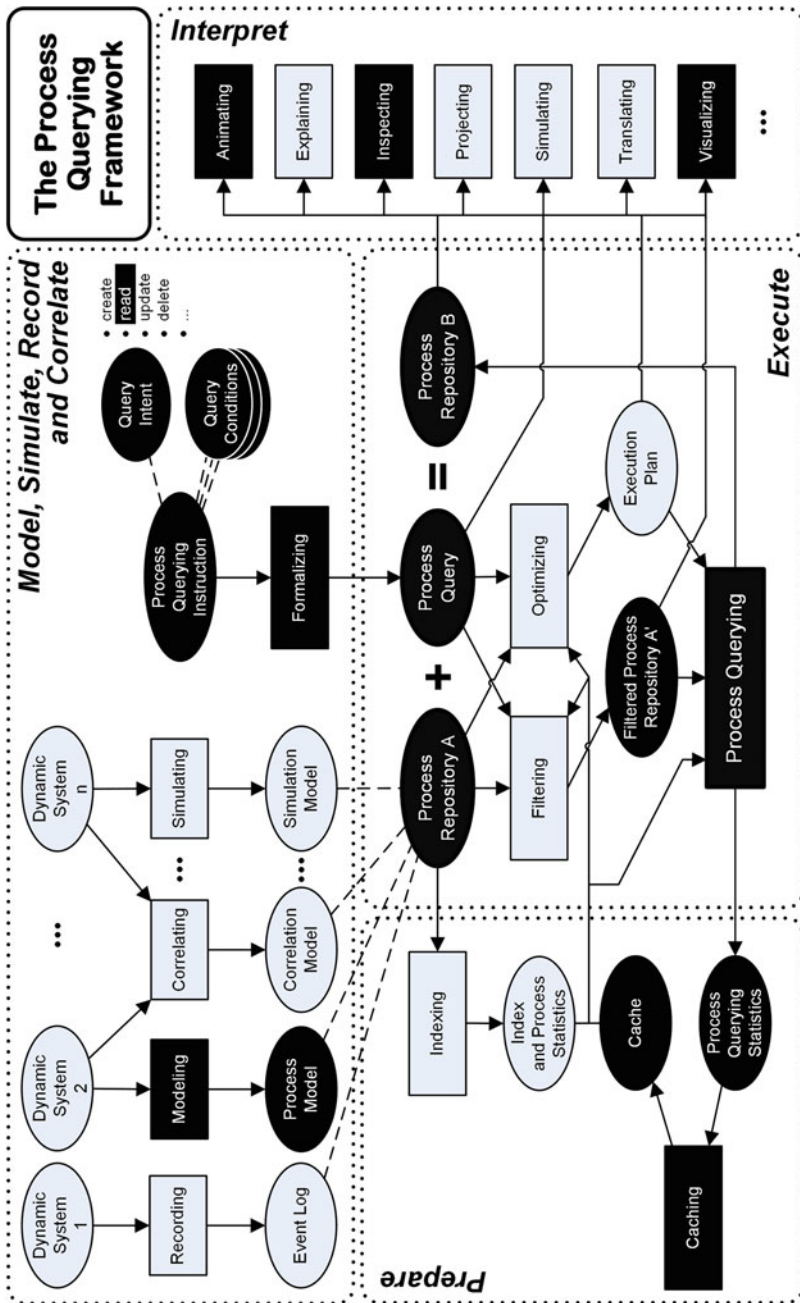 The Process
Querying
Framework
Model, Simulate, Record
and Correlate
Dynamic
System
1
Dynamic
System
2
...
Dynamic
System
n
Recording
Modeling
Correlating
...
Simulating
Event Log
Process
Model
Correlation
Model
...
Simulation
Model
Process
Querying
Instruction
Query
Intent
Query
Conditions
• create
• read
• update
• delete
• ...
Formalizing
Prepare
Indexing
Index
and Process
Statistics
Cache
Process
Querying
Statistics
Caching
Execute
Process
Repository A
+
Process
Query
=
Process
Repository B
Filtering
Optimizing
Filtered Process
Repository A'
Execution
Plan
Process Querying
Interpret
Animating
Explaining
Inspecting
Projecting
Simulating
Translating
Visualizing
...